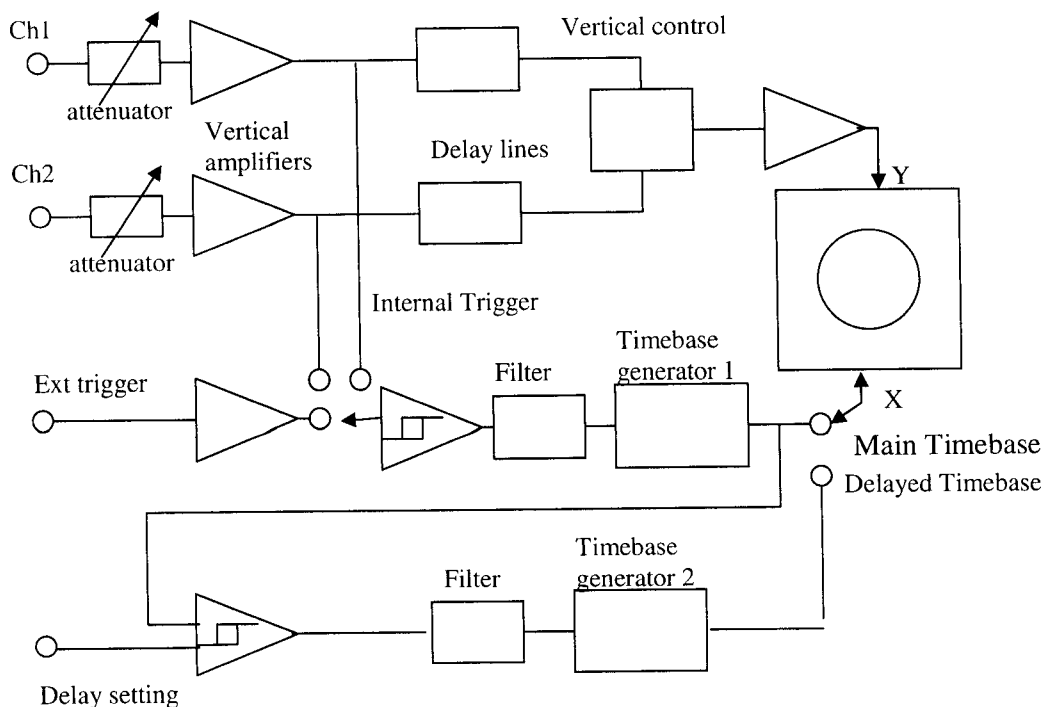 Ch1
Vertical control
attenuator
Vertical
amplifiers
Delay lines
Ch2
Y
attenuator
Internal Trigger
Timebase
generator 1
Ext trigger
Filter
X
Main Timebase
Delayed Timebase
Timebase
generator 2
Filter
Delay setting